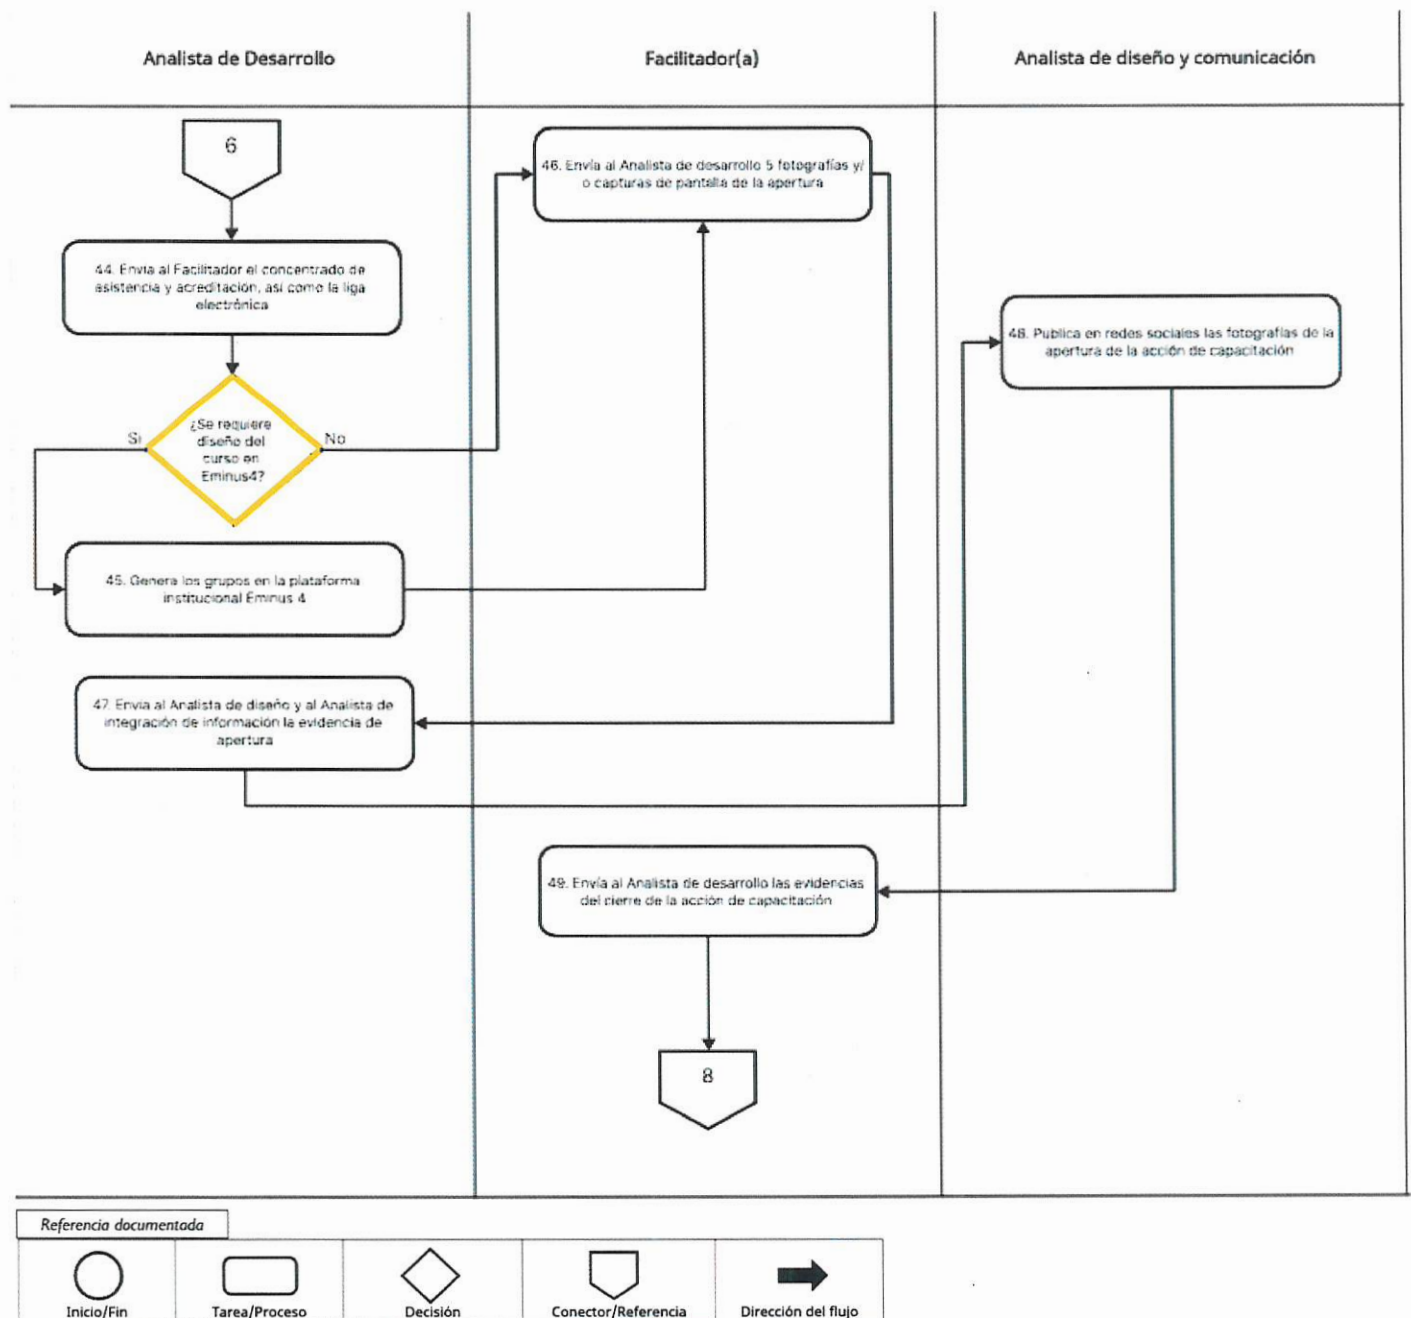 Analista de Desarrollo
Facilitador(a)
Analista de diseño y comunicación
6
44. Envia al Facilitador el concentrado de
asistencia y acreditación, así como la liga
electrónica
¿Se requiere
diseño del
curso en
Eminus4?
Si
No
45. Genera los grupos en la plataforma
institucional Eminus 4
46. Envía al Analista de desarrollo 5 fotografías y/
o capturas de pantalla de la apertura
47. Envia al Analista de diseño y al Analista de
integración de información la evidencia de
apertura
48. Publica en redes sociales las fotografías de la
apertura de la acción de capacitación
49. Envía al Analista de desarrollo las evidencias
del cierre de la acción de capacitación
8
Referencia documentada
Inicio/Fin
Tarea/Proceso
Decisión
Conector/Referencia
Dirección del flujo